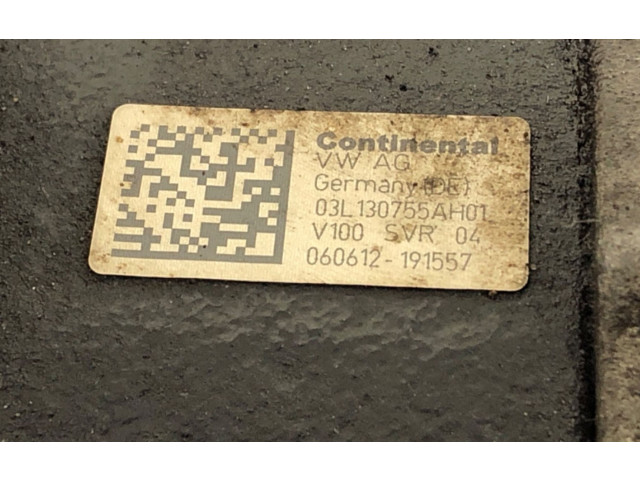 Continental
VW AG
Germany (DE)
03L130755AH01
V100 SVR 04
060612-191557